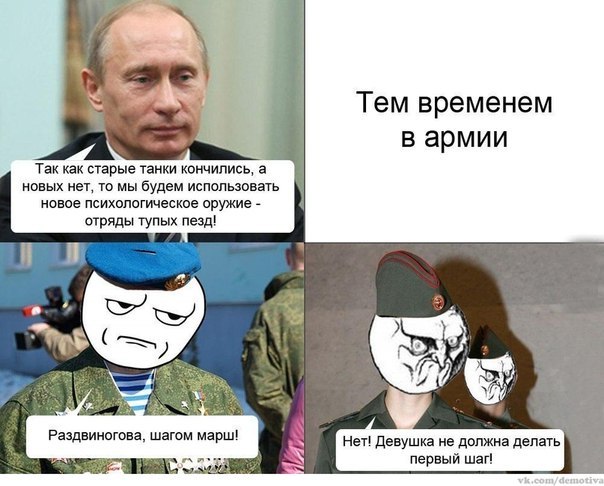 Так как старые танки кончились, а
новых нет, то мы будем использовать
новое психологическое оружие -
отряды тупых пезд!
Тем временем
в армии
Раздвиногова, шагом марш!
Нет! Девушка не должна делать
первый шаг!
vk.com/demotiva